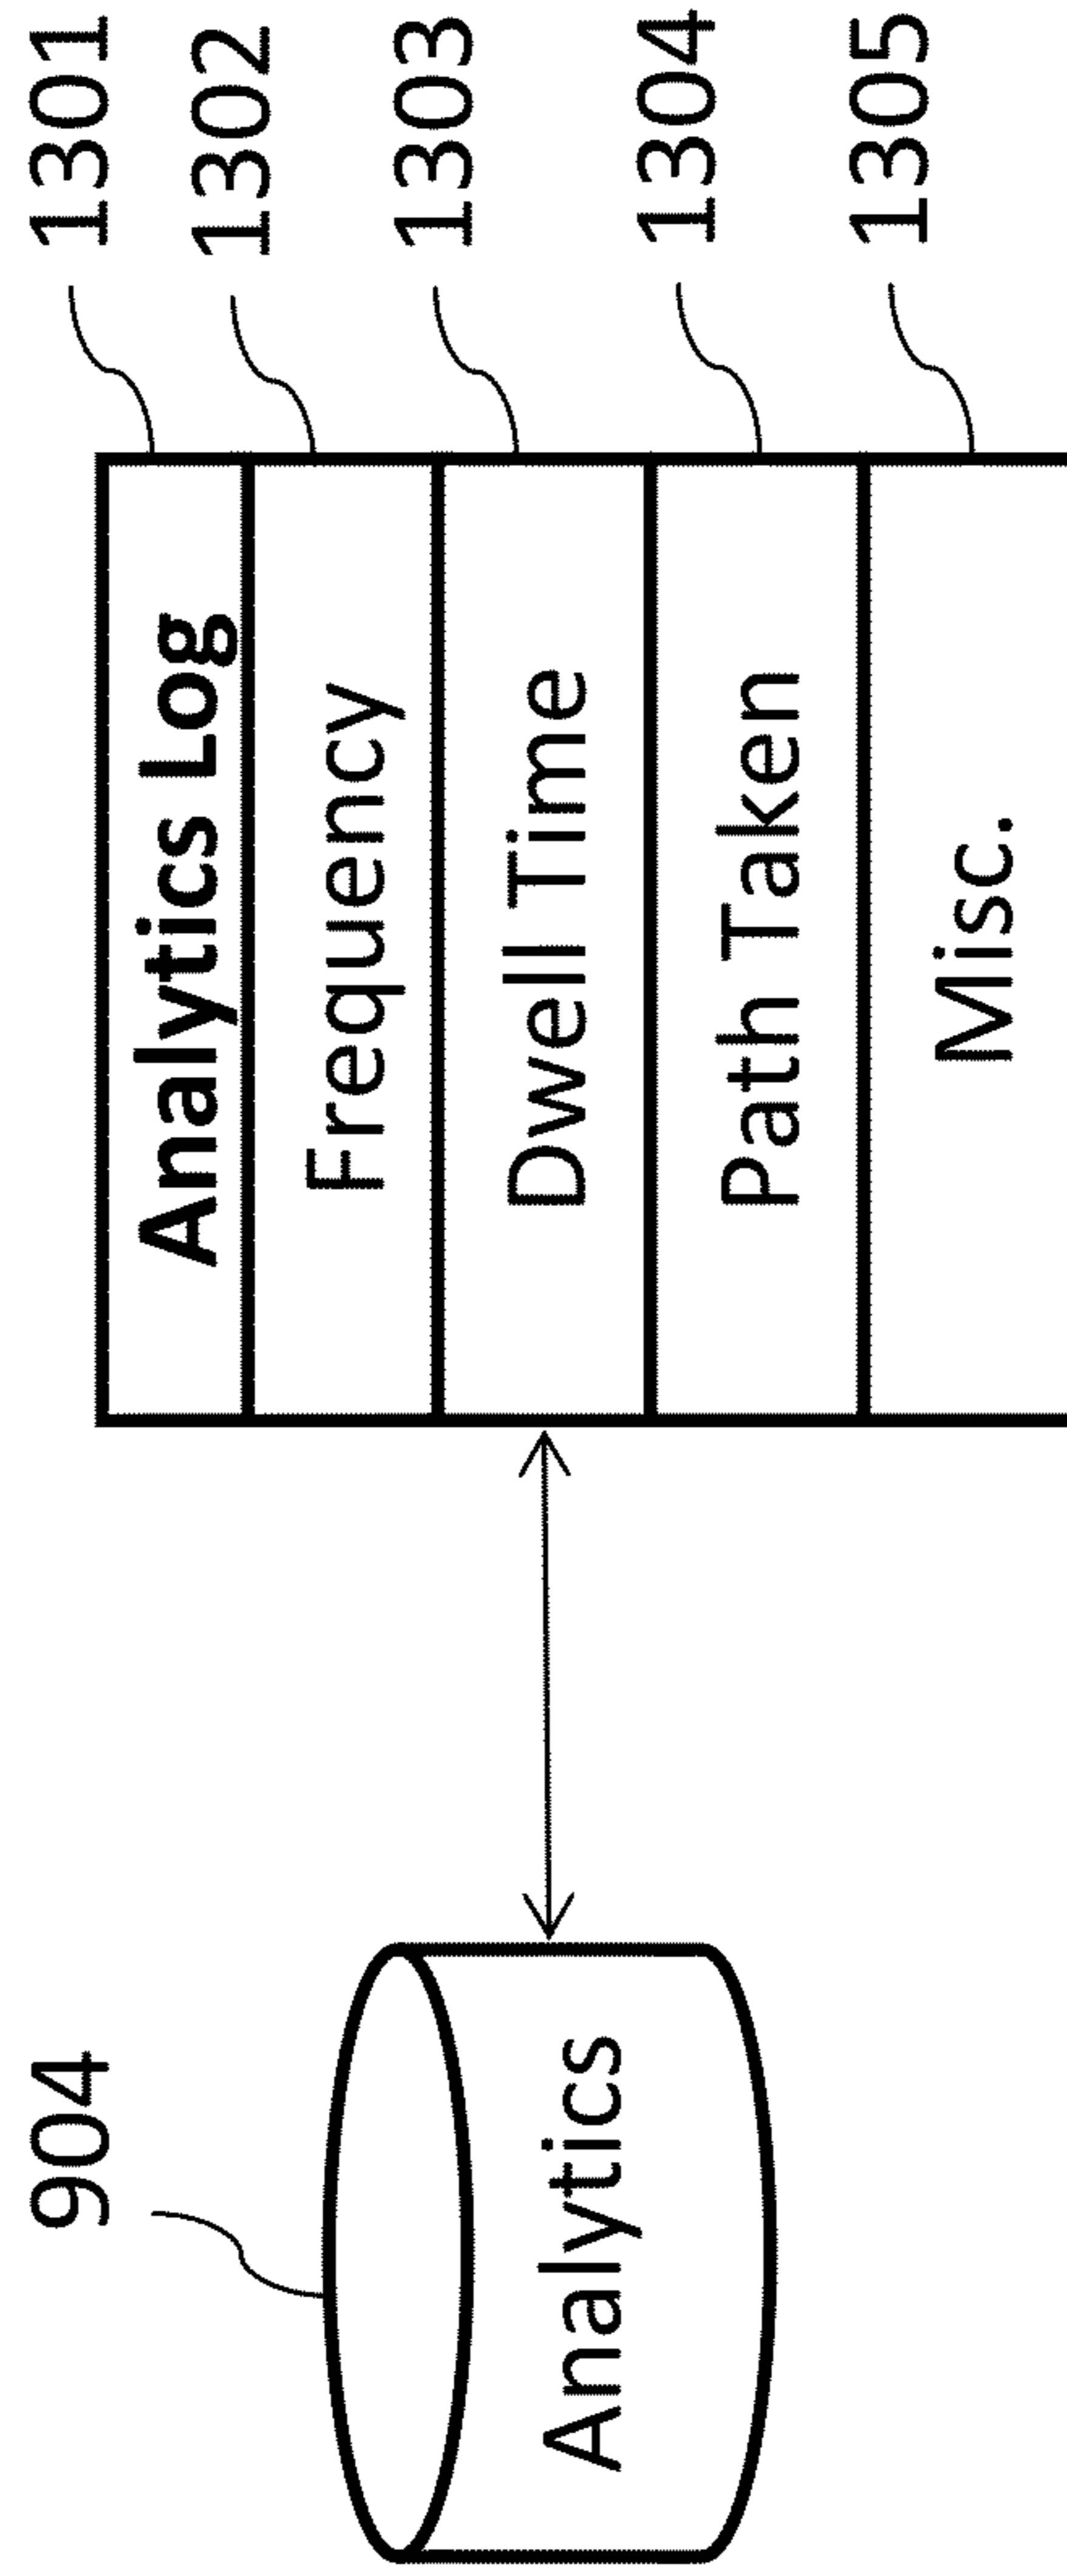 904
Analytics
Analytics Log
1301
Frequency
1302
Dwell Time
1303
Path Taken
1304
Misc.
1305